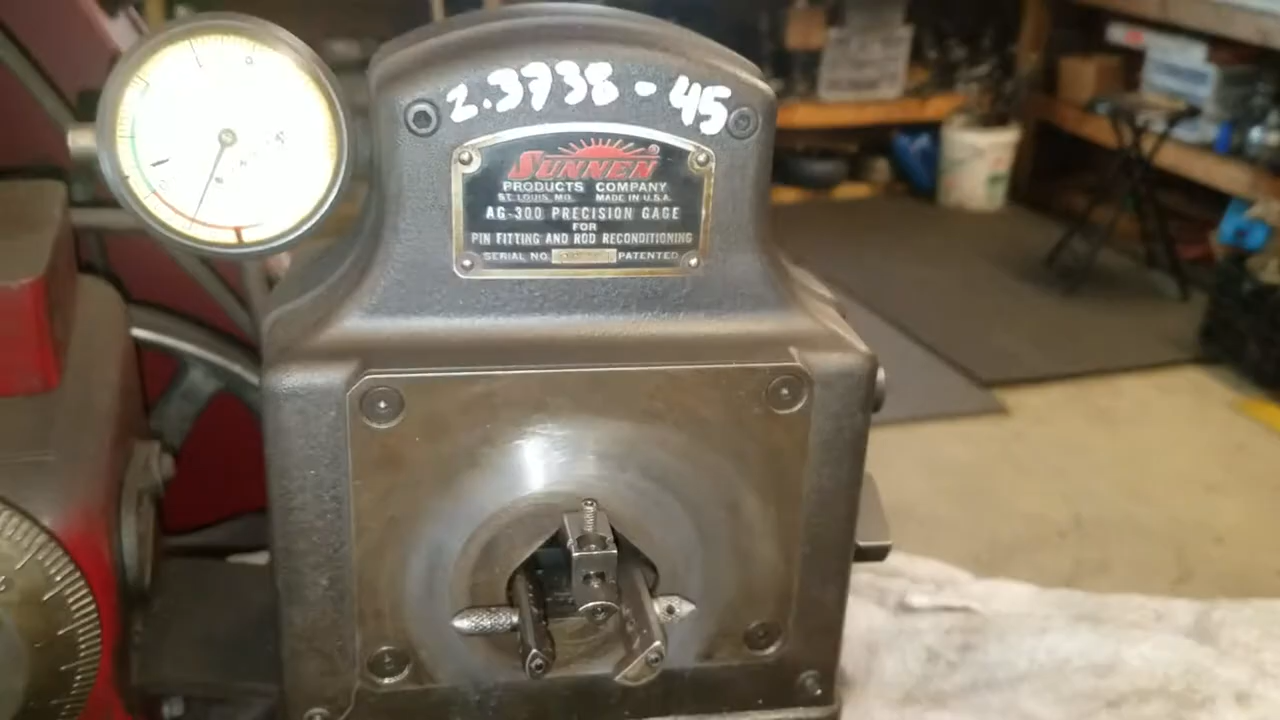 2.3738 - 45
SUNNEN®
PRODUCTS COMPANY
ST. LOUIS, MO. MADE IN U.S.A.
AG-300 PRECISION GAGE
FOR
PIN FITTING AND ROD RECONDITIONING
SERIAL NO. PATENTED